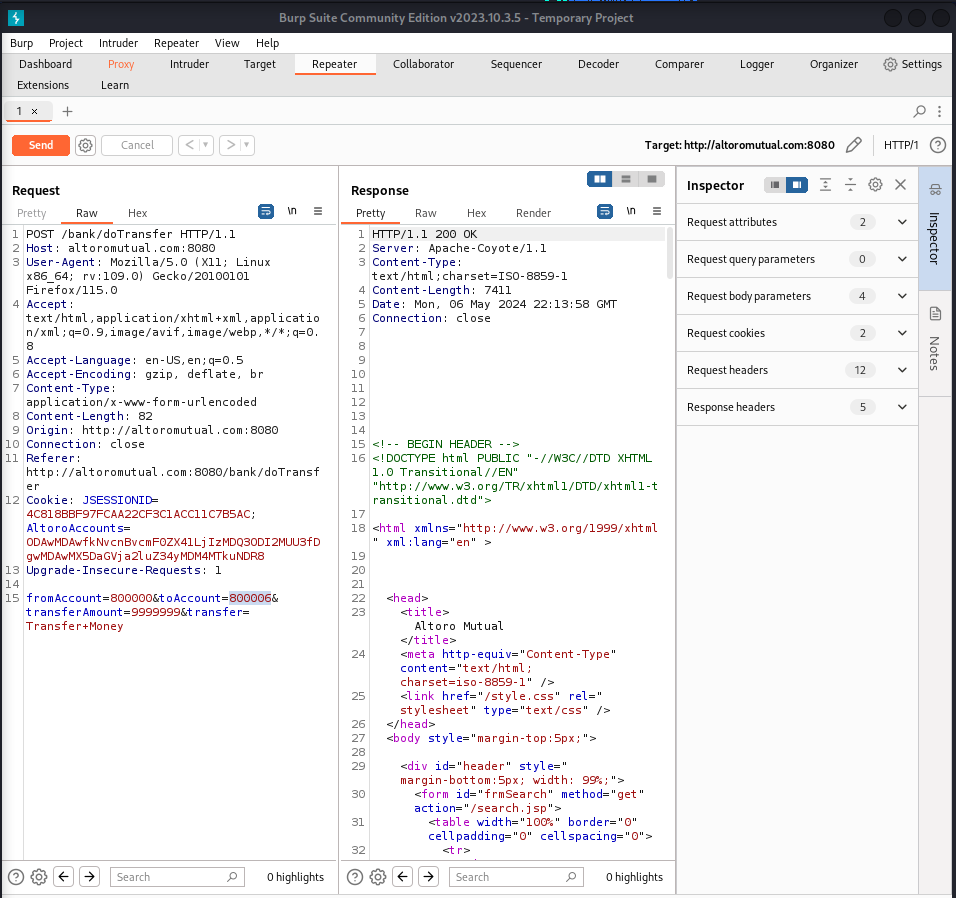 Burp Suite Community Edition v2023.10.3.5 - Temporary Project
Burp Project Intruder Repeater View Help
Dashboard Proxy Intruder Target Repeater Collaborator Sequencer Decoder Comparer Logger Organizer Settings
Extensions Learn
1 × +
Send Cancel < > Target: http://altoromutual.com:8080 HTTP/1 ?
Request
Pretty Raw Hex \n
1 POST /bank/doTransfer HTTP/1.1
2 Host: altoromutual.com:8080
3 User-Agent: Mozilla/5.0 (X11; Linux
x86_64; rv:109.0) Gecko/20100101
Firefox/115.0
4 Accept:
text/html,application/xhtml+xml,applicatio
n/xml;q=0.9,image/avif,image/webp,*/*;q=0.
8
5 Accept-Language: en-US,en;q=0.5
6 Accept-Encoding: gzip, deflate, br
7 Content-Type:
application/x-www-form-urlencoded
8 Content-Length: 82
9 Origin: http://altoromutual.com:8080
10 Connection: close
11 Referer:
http://altoromutual.com:8080/bank/doTransf
er
12 Cookie: JSESSIONID=
4C818BBF97FCAA22CF3C1ACC11C7B5AC;
AltoroAccounts=
ODAwMDAwfkNvcnBvcmF0ZX41LjIzMDQ3ODI2MUU3fD
gwMDAwMX5DaGVja2luZ34yMDM4MTkuNDR8
13 Upgrade-Insecure-Requests: 1
14
15 fromAccount=800000&toAccount=800006&
transferAmount=9999999&transfer=
Transfer+Money
? Search 0 highlights
Response
Pretty Raw Hex Render \n
1 HTTP/1.1 200 OK
2 Server: Apache-Coyote/1.1
3 Content-Type:
text/html;charset=ISO-8859-1
4 Content-Length: 7411
5 Date: Mon, 06 May 2024 22:13:58 GMT
6 Connection: close
7
8
9
10
11
12
13
14
15 <!-- BEGIN HEADER -->
16 <!DOCTYPE html PUBLIC "-//W3C//DTD XHTML
1.0 Transitional//EN"
"http://www.w3.org/TR/xhtml1/DTD/xhtml1-t
ransitional.dtd">
17
18 <html xmlns="http://www.w3.org/1999/xhtml
" xml:lang="en" >
19
20
21
22 <head>
23 <title>
Altoro Mutual
</title>
24 <meta http-equiv="Content-Type"
content="text/html;
charset=iso-8859-1" />
25 <link href="/style.css" rel="
stylesheet" type="text/css" />
26 </head>
27 <body style="margin-top:5px;">
28
29 <div id="header" style="
margin-bottom:5px; width: 99%;">
30 <form id="frmSearch" method="get"
action="/search.jsp">
31 <table width="100%" border="0"
cellpadding="0" cellspacing="0">
32 <tr>
? Search 0 highlights
Inspector
Request attributes 2
Request query parameters 0
Request body parameters 4
Request cookies 2
Request headers 12
Response headers 5
Inspector
Notes